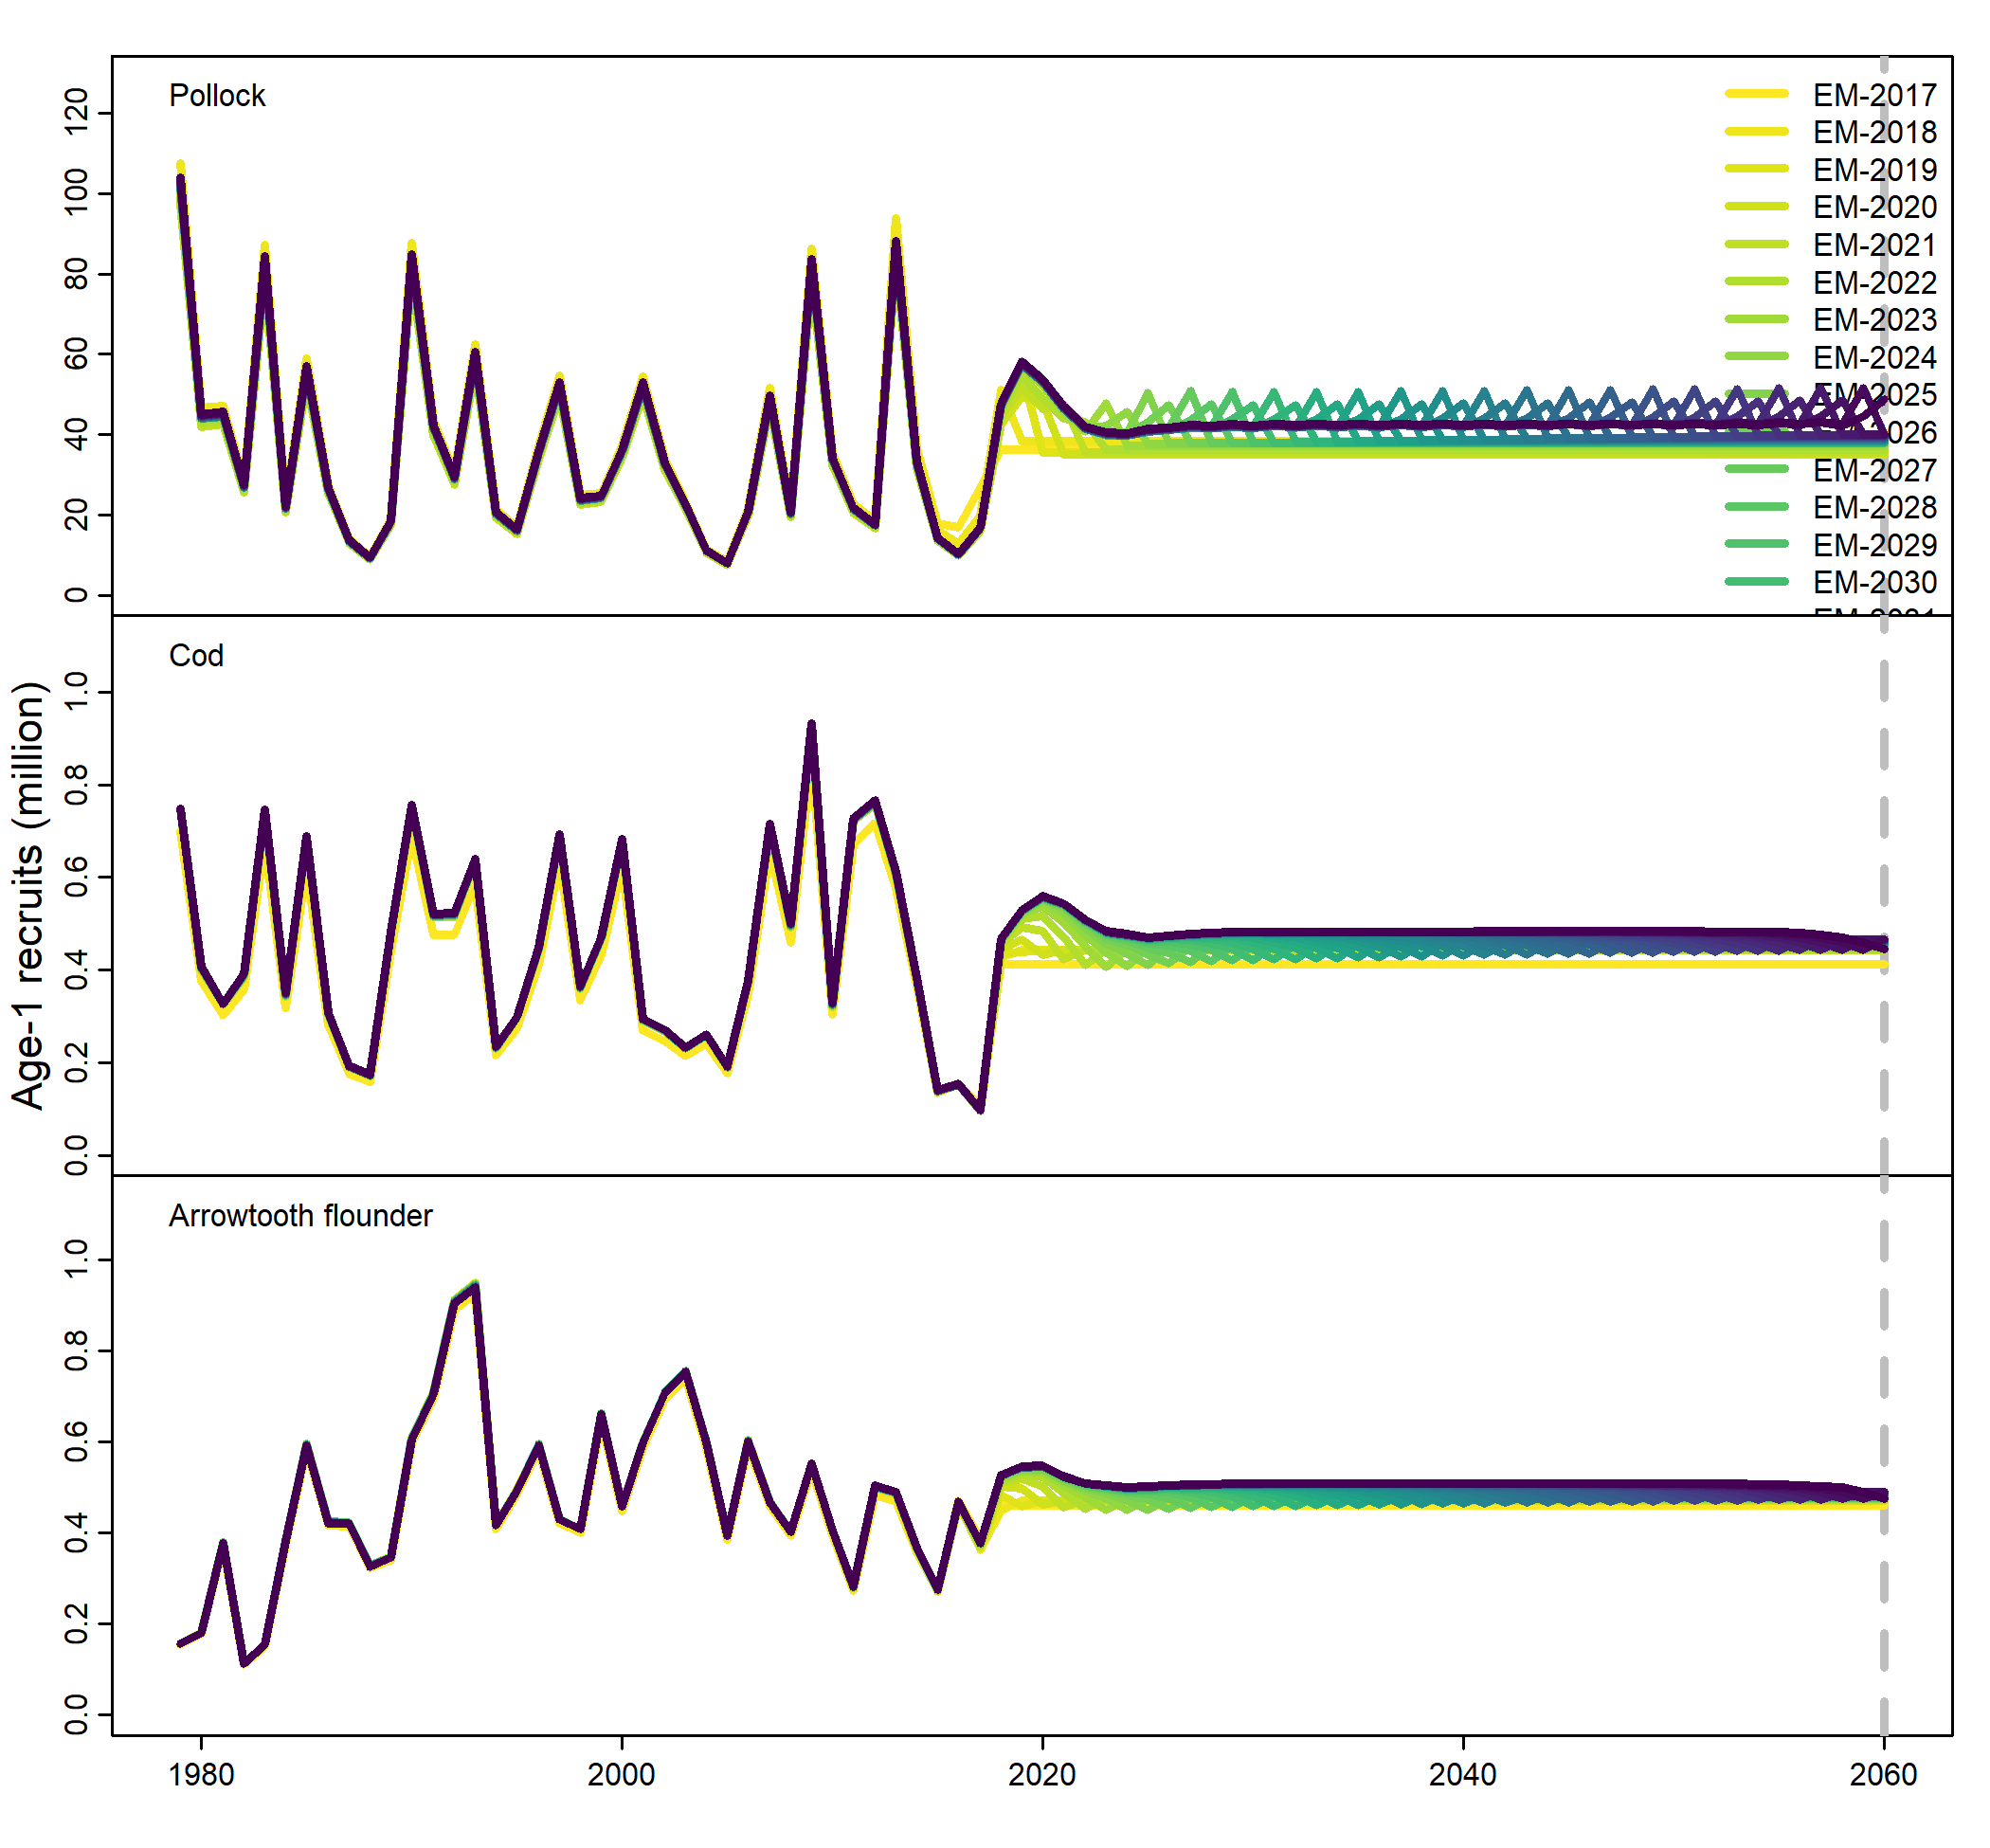 Pollock
120
100
80
60
40
20
0
EM-2017
EM-2018
EM-2019
EM-2020
EM-2021
EM-2022
EM-2023
EM-2024
EM-2025
2026
EM-2027
EM-2028
EM-2029
EM-2030
Age-1 recruits (million)
Cod
1.0
0.8
0.6
0.4
0.2
0.0
Arrowtooth flounder
1.0
0.8
0.6
0.4
0.2
0.0
1980 2000 2020 2040 2060